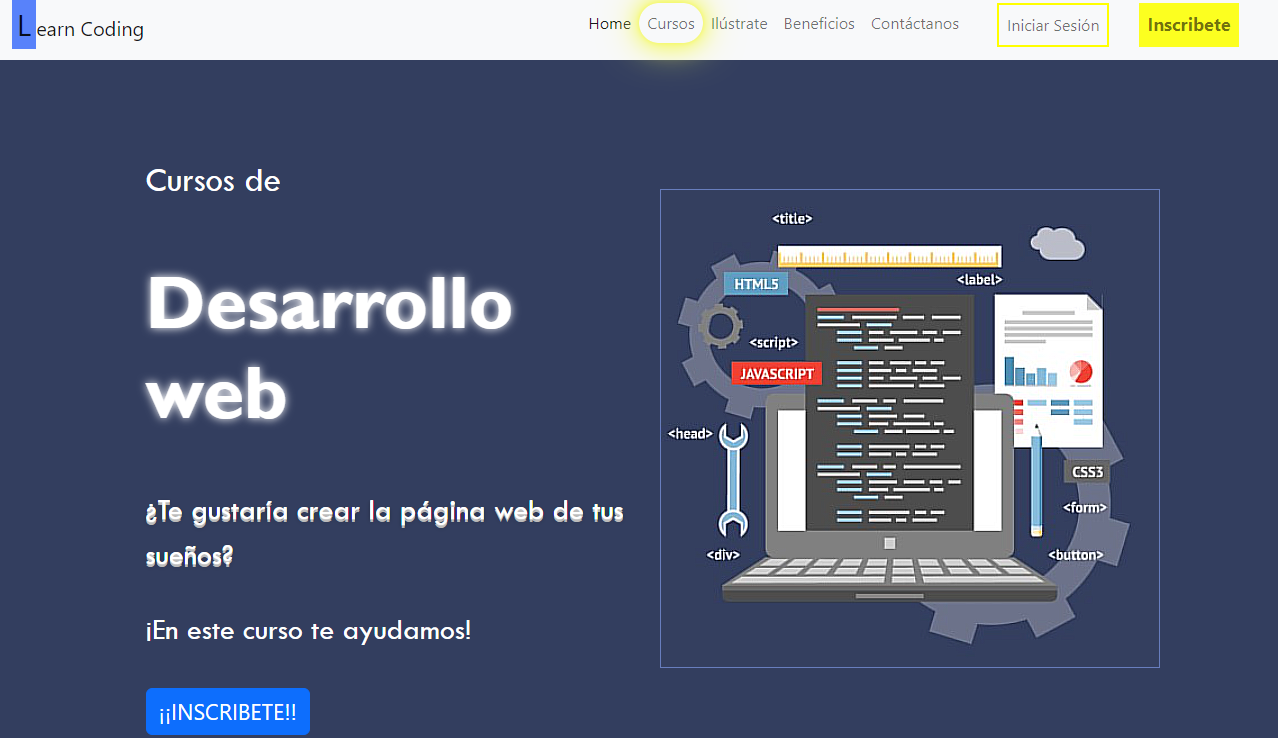 Learn Coding
Home Cursos Ilústrate Beneficios Contáctanos Iniciar Sesión Inscribete
Cursos de
Desarrollo
web
¿Te gustaría crear la página web de tus
sueños?
¡En este curso te ayudamos!
¡¡INSCRIBETE!!
<title>
HTML5
<label>
<script>
JAVASCRIPT
<head>
CSS3
<form>
<div>
<button>